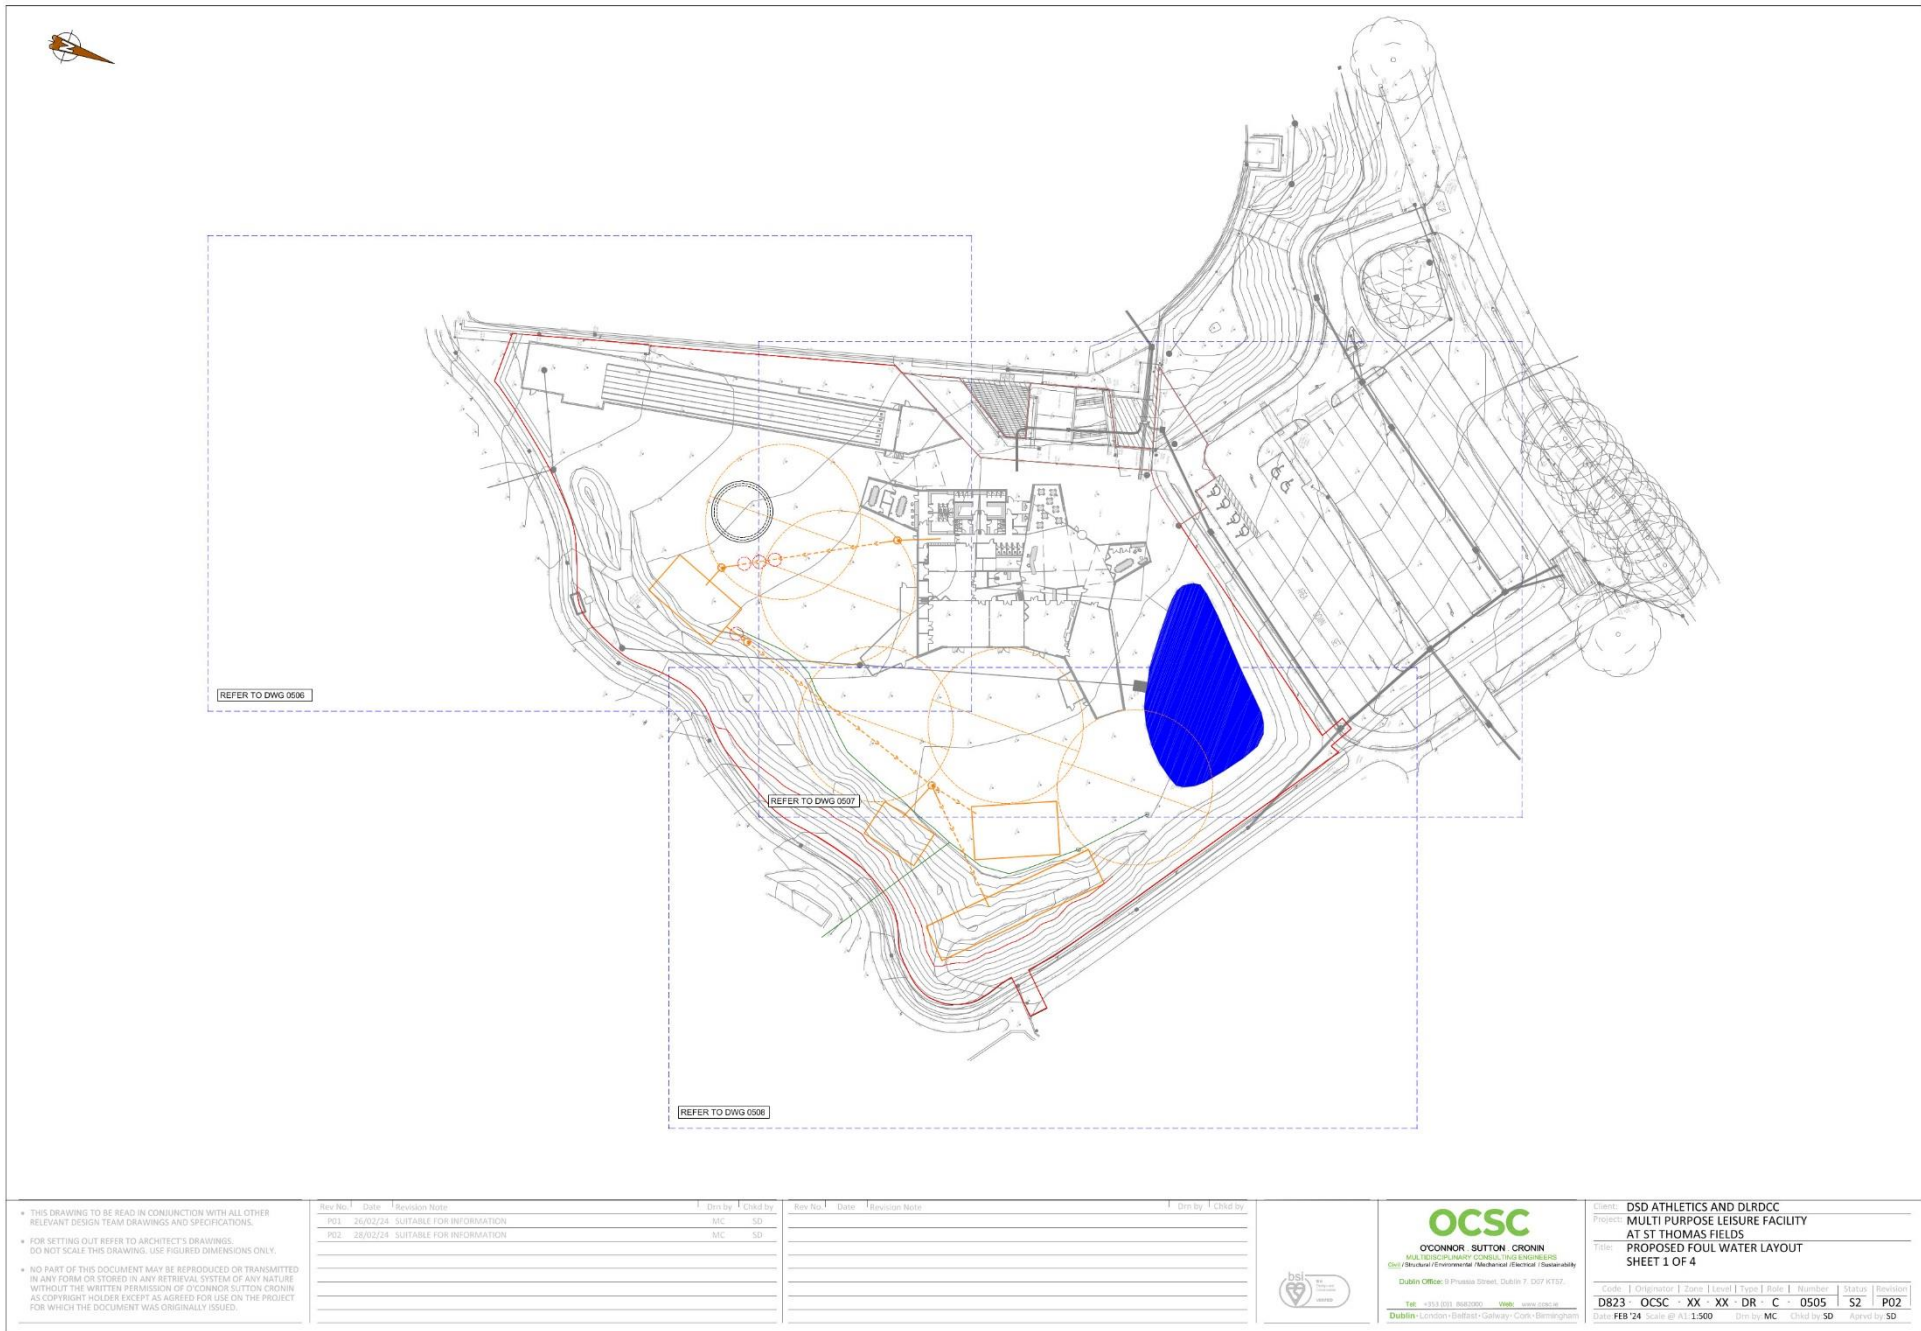 N
REFER TO DWG 0506
REFER TO DWG 0507
REFER TO DWG 0508
• THIS DRAWING TO BE READ IN CONJUNCTION WITH ALL OTHER
RELEVANT DESIGN TEAM DRAWINGS AND SPECIFICATIONS.
• FOR SETTING OUT REFER TO ARCHITECT'S DRAWINGS.
DO NOT SCALE THIS DRAWING. USE FIGURED DIMENSIONS ONLY.
• NO PART OF THIS DOCUMENT MAY BE REPRODUCED OR TRANSMITTED
IN ANY FORM OR STORED IN ANY RETRIEVAL SYSTEM OF ANY NATURE
WITHOUT THE WRITTEN PERMISSION OF O'CONNOR SUTTON CRONIN
AS COPYRIGHT HOLDER EXCEPT AS AGREED FOR USE ON THE PROJECT
FOR WHICH THE DOCUMENT WAS ORIGINALLY ISSUED.
Rev No. Date Revision Note Drn by Chkd by
P01 26/02/24 SUITABLE FOR INFORMATION MC SD
P02 28/02/24 SUITABLE FOR INFORMATION MC SD
Rev No. Date Revision Note Drn by Chkd by
bsi
OCSC
O'CONNOR . SUTTON . CRONIN
MULTIDISCIPLINARY CONSULTING ENGINEERS
Civil / Structural / Environmental / Mechanical / Electrical / Sustainability
Dublin Office: 9 Prussia Street, Dublin 7. D07 KT57.
Tel: +353 (0)1 8682000 Web: www.ocsc.ie
Dublin · London · Belfast · Galway · Cork · Birmingham
Client: DSD ATHLETICS AND DLRDCC
Project: MULTI PURPOSE LEISURE FACILITY
AT ST THOMAS FIELDS
Title: PROPOSED FOUL WATER LAYOUT
SHEET 1 OF 4
Code Originator Zone Level Type Role Number Status Revision
D823 · OCSC · XX · XX · DR · C · 0505 S2 P02
Date: FEB '24 Scale @ A1: 1:500 Drn by: MC Chkd by: SD Aprvd by: SD